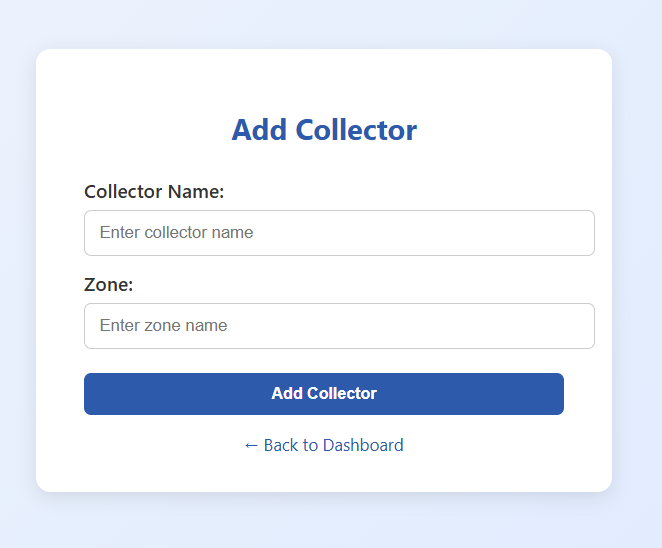 Add Collector
Collector Name:
Enter collector name
Zone:
Enter zone name
Add Collector
← Back to Dashboard